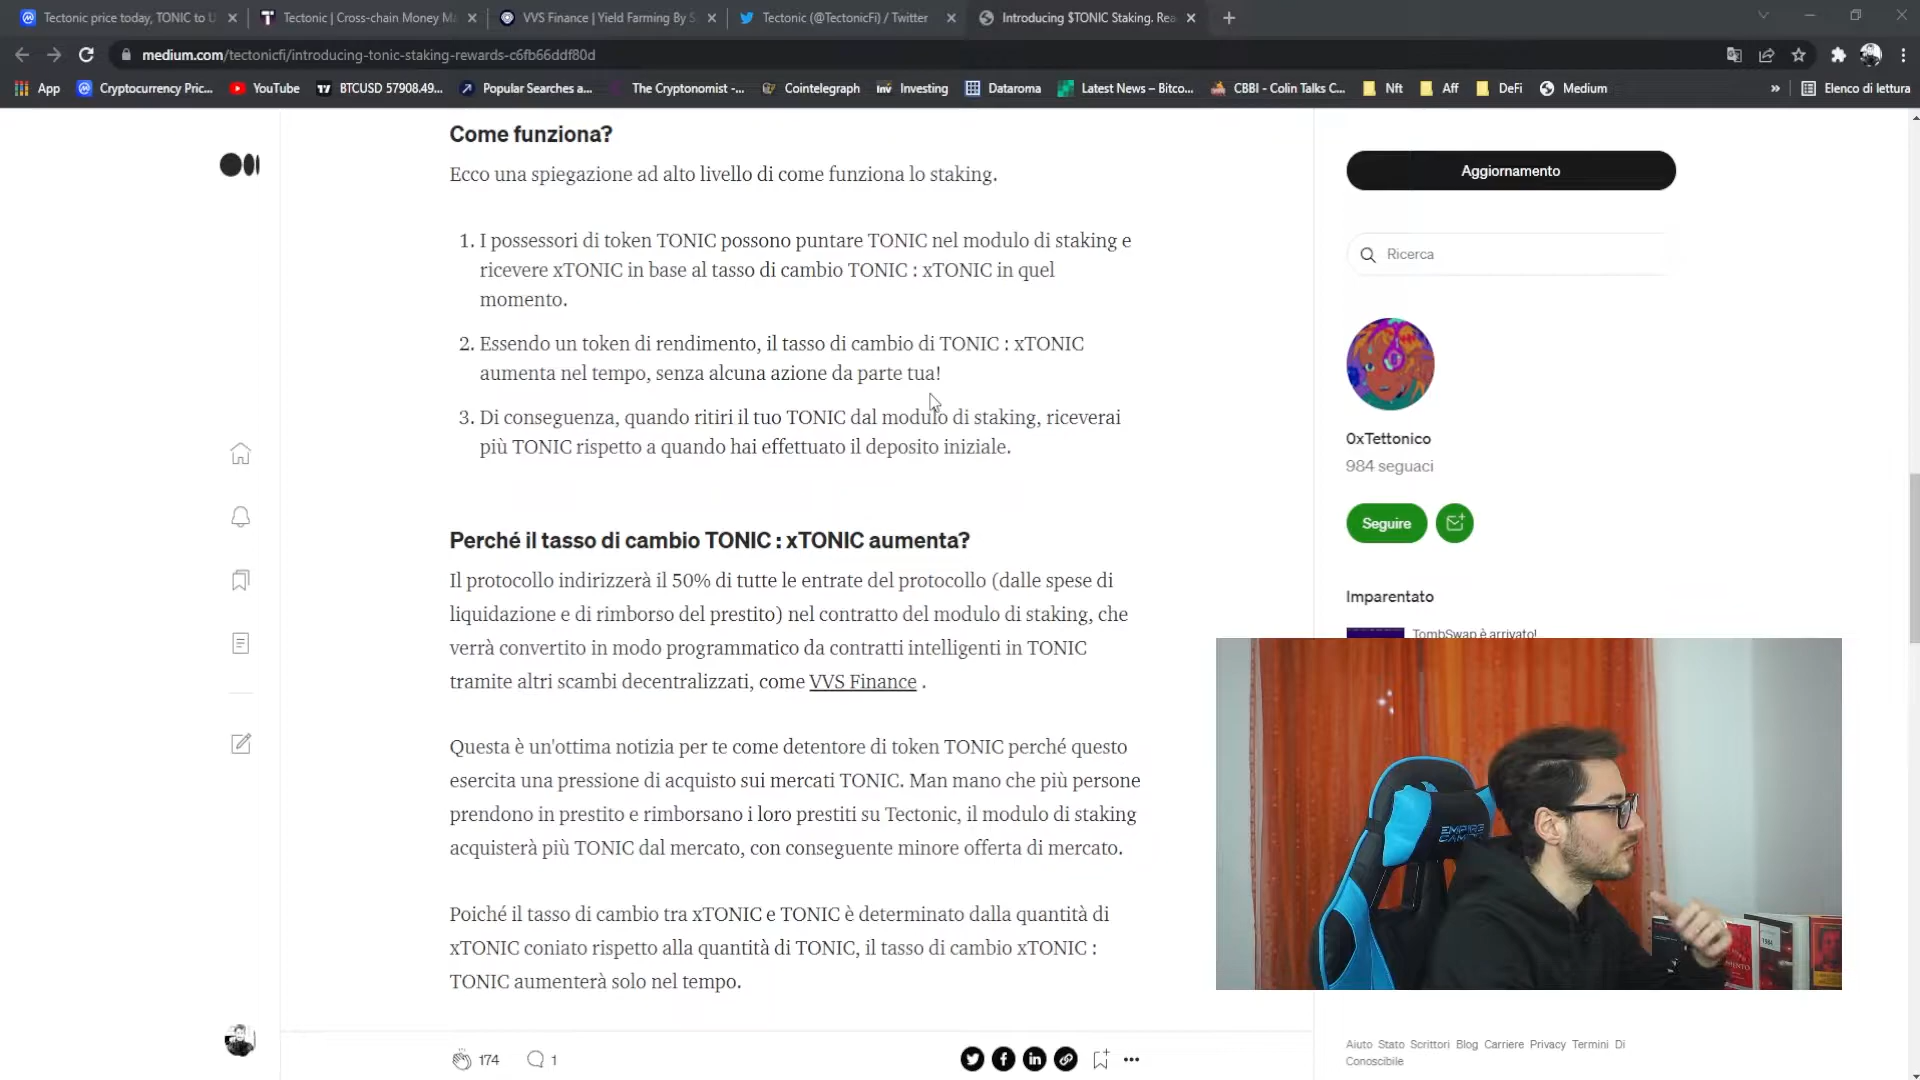 Tectonic price today, TONIC to U
Tectonic | Cross-chain Money Ma
VVS Finance | Yield Farming By S
Tectonic (@TectonicFi) / Twitter
Introducing $TONIC Staking. Rea
medium.com/tectonicfi/introducing-tonic-staking-rewards-c6fb66ddf80d
App
Cryptocurrency Pric...
YouTube
BTCUSD 57908.49...
Popular Searches a...
The Cryptonomist -...
Cointelegraph
Investing
Dataroma
Latest News – Bitco...
CBBI - Colin Talks C...
Nft
Aff
DeFi
Medium
»
Elenco di lettura
Come funziona?
Ecco una spiegazione ad alto livello di come funziona lo staking.
1. I possessori di token TONIC possono puntare TONIC nel modulo di staking e
ricevere xTONIC in base al tasso di cambio TONIC : xTONIC in quel
momento.
2. Essendo un token di rendimento, il tasso di cambio di TONIC : xTONIC
aumenta nel tempo, senza alcuna azione da parte tua!
3. Di conseguenza, quando ritiri il tuo TONIC dal modulo di staking, riceverai
più TONIC rispetto a quando hai effettuato il deposito iniziale.
Perché il tasso di cambio TONIC : xTONIC aumenta?
Il protocollo indirizzerà il 50% di tutte le entrate del protocollo (dalle spese di
liquidazione e di rimborso del prestito) nel contratto del modulo di staking, che
verrà convertito in modo programmatico da contratti intelligenti in TONIC
tramite altri scambi decentralizzati, come VVS Finance .
Questa è un'ottima notizia per te come detentore di token TONIC perché questo
esercita una pressione di acquisto sui mercati TONIC. Man mano che più persone
prendono in prestito e rimborsano i loro prestiti su Tectonic, il modulo di staking
acquisterà più TONIC dal mercato, con conseguente minore offerta di mercato.
Poiché il tasso di cambio tra xTONIC e TONIC è determinato dalla quantità di
xTONIC coniato rispetto alla quantità di TONIC, il tasso di cambio xTONIC :
TONIC aumenterà solo nel tempo.
174
1
Aggiornamento
Ricerca
0xTettonico
984 seguaci
Seguire
Imparentato
TombSwap è arrivato!
EMPIRE
GAMING
1984
Aiuto Stato Scrittori Blog Carriere Privacy Termini Di
Conoscibile